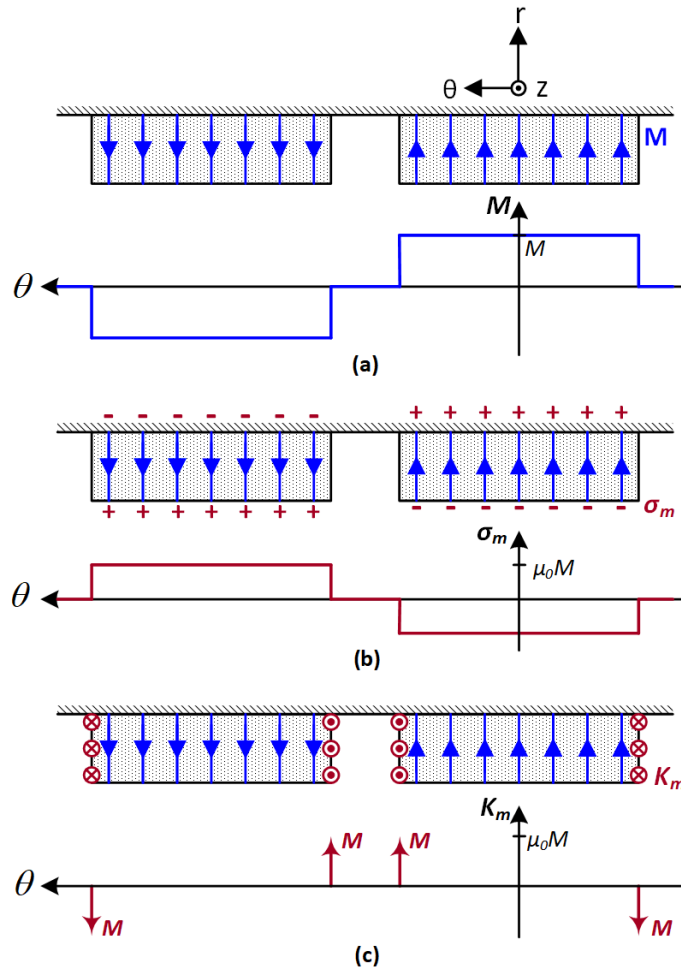 r
θ z
M
M
M
θ
(a)
- - - - - - - + + + + + + +
+ + + + + + + - - - - - - - σm
σm
μ0M
θ
(b)
Km
Km
M M μ0M
θ
M M
(c)